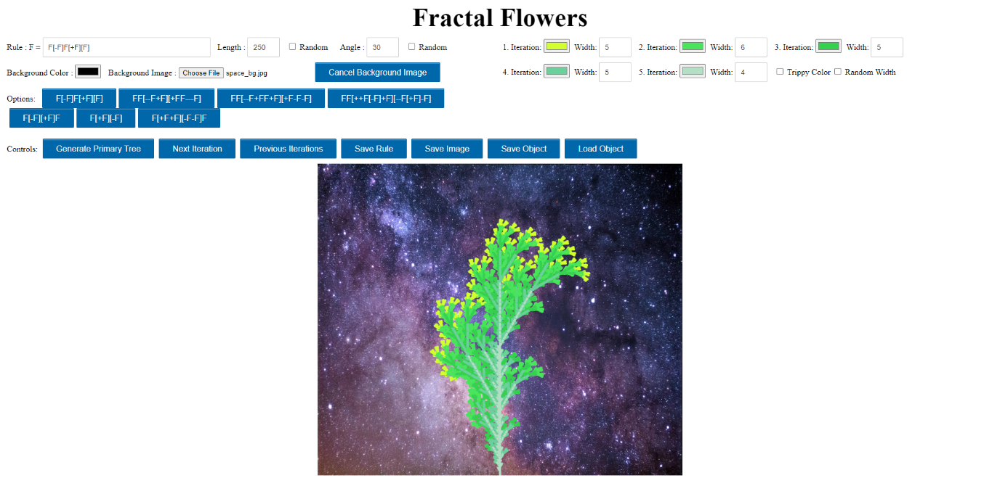 Fractal Flowers
Rule : F = F[-F]F[+F][F] Length : 250 Random Angle : 30 Random 1. Iteration: Width: 5 2. Iteration: Width: 6 3. Iteration: Width: 5
Background Color : Background Image : Choose File space_bg.jpg Cancel Background Image 4. Iteration: Width: 5 5. Iteration: Width: 4 Trippy Color Random Width
Options: F[-F]F[+F][F] FF[--F+F][+FF---F] FF[--F+FF+F][+F-F-F] FF[++F[-F]+F][--F[+F]-F]
F[-F][+F]F F[+F][-F] F[+F+F][-F-F]F
Controls: Generate Primary Tree Next Iteration Previous Iterations Save Rule Save Image Save Object Load Object